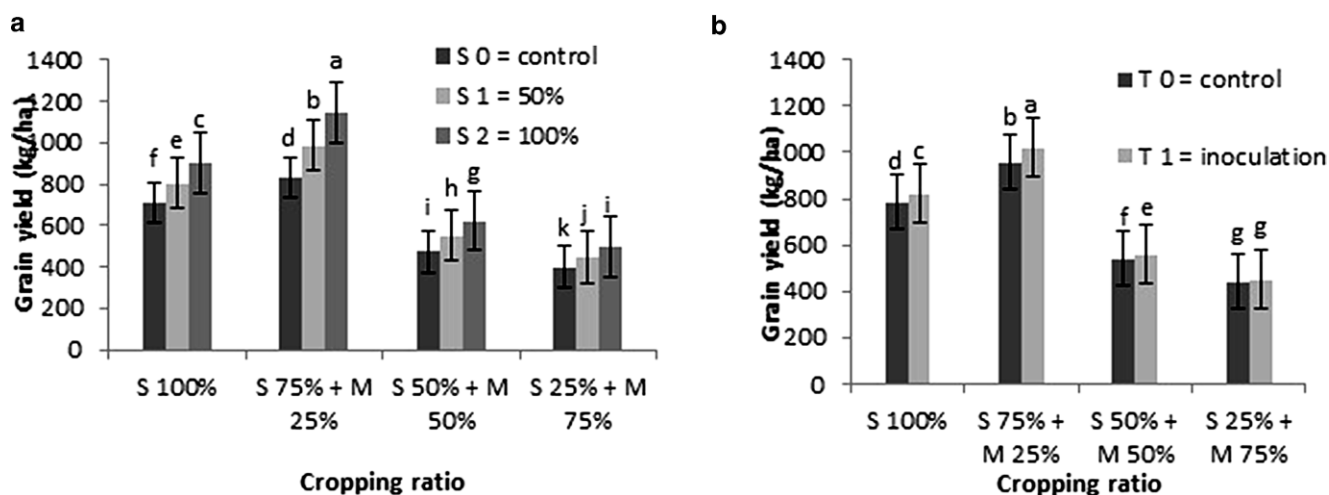 a
Grain yield (kg/ha)
1400
1200
1000
800
600
400
200
0
S 0 = control
S 1 = 50%
S 2 = 100%
f e c
d b a
i h g
k j i
S 100%
S 75% + M
25%
S 50% + M
50%
S 25% + M
75%
Cropping ratio
b
Grain yield (kg/ha)
1400
1200
1000
800
600
400
200
0
T 0 = control
T 1 = inoculation
d c
b a
f e
g g
S 100%
S 75% +
M 25%
S 50% +
M 50%
S 25% +
M 75%
Cropping ratio